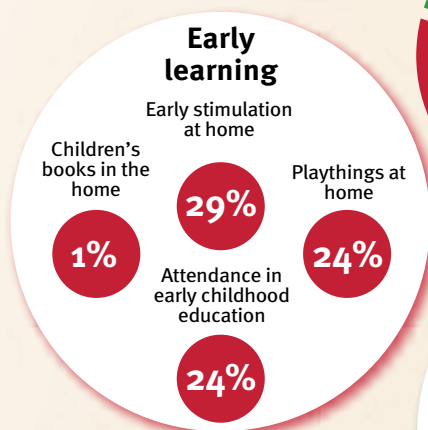 Early
learning
Early stimulation
at home
29%
Children’s
books in the
home
1%
Playthings at
home
24%
Attendance in
early childhood
education
24%